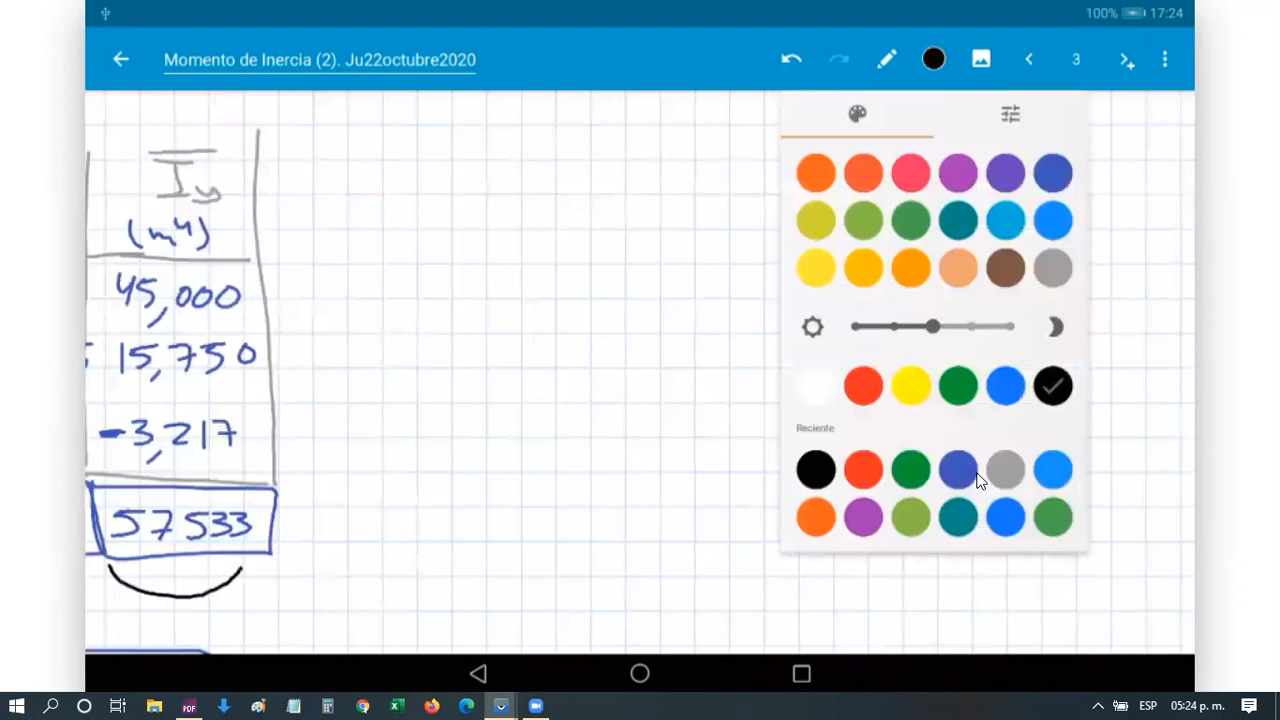 100% 17:24
Momento de Inercia (2). Ju22octubre2020
3
Iy
(m⁴)
45,000
15,750
-3,217
57533
Reciente
ESP 05:24 p. m.